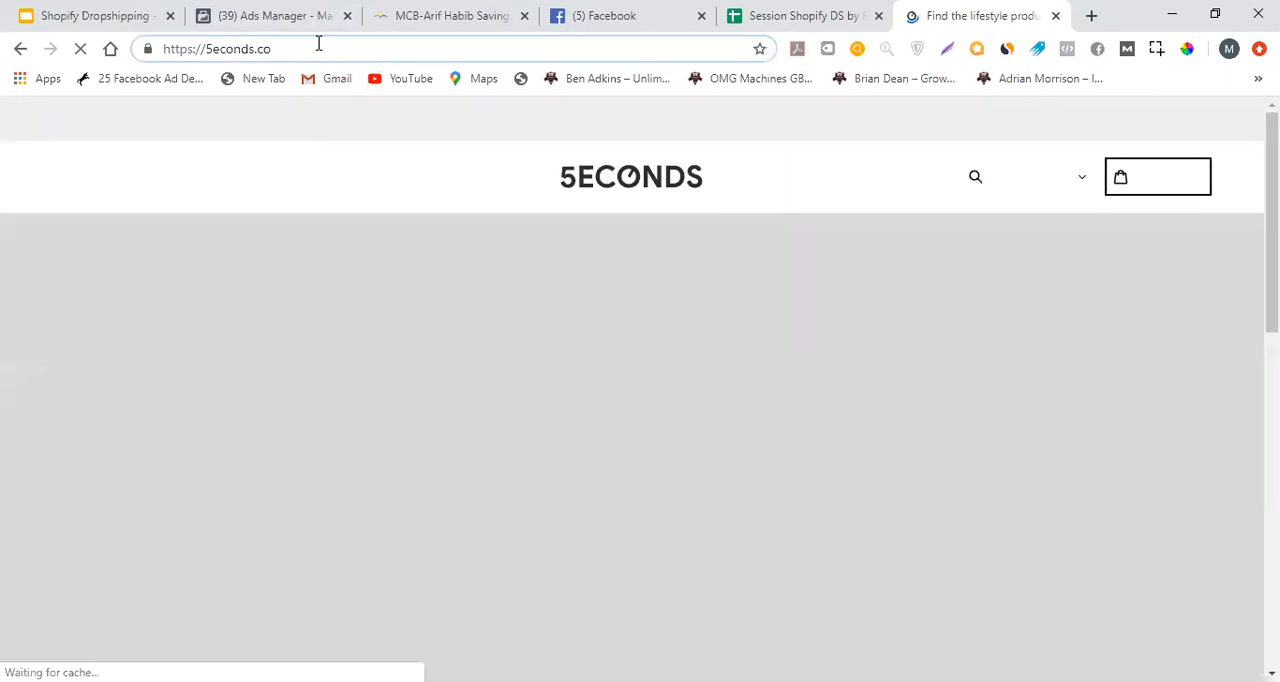 Shopify Dropshipping -
(39) Ads Manager - Ma
MCB-Arif Habib Saving
(5) Facebook
Session Shopify DS by
Find the lifestyle produ
https://5econds.co
M
Apps
25 Facebook Ad De...
New Tab
Gmail
YouTube
Maps
Ben Adkins – Unlim...
OMG Machines GB...
Brian Dean – Grow...
Adrian Morrison – I...
»
5ECONDS
Waiting for cache...